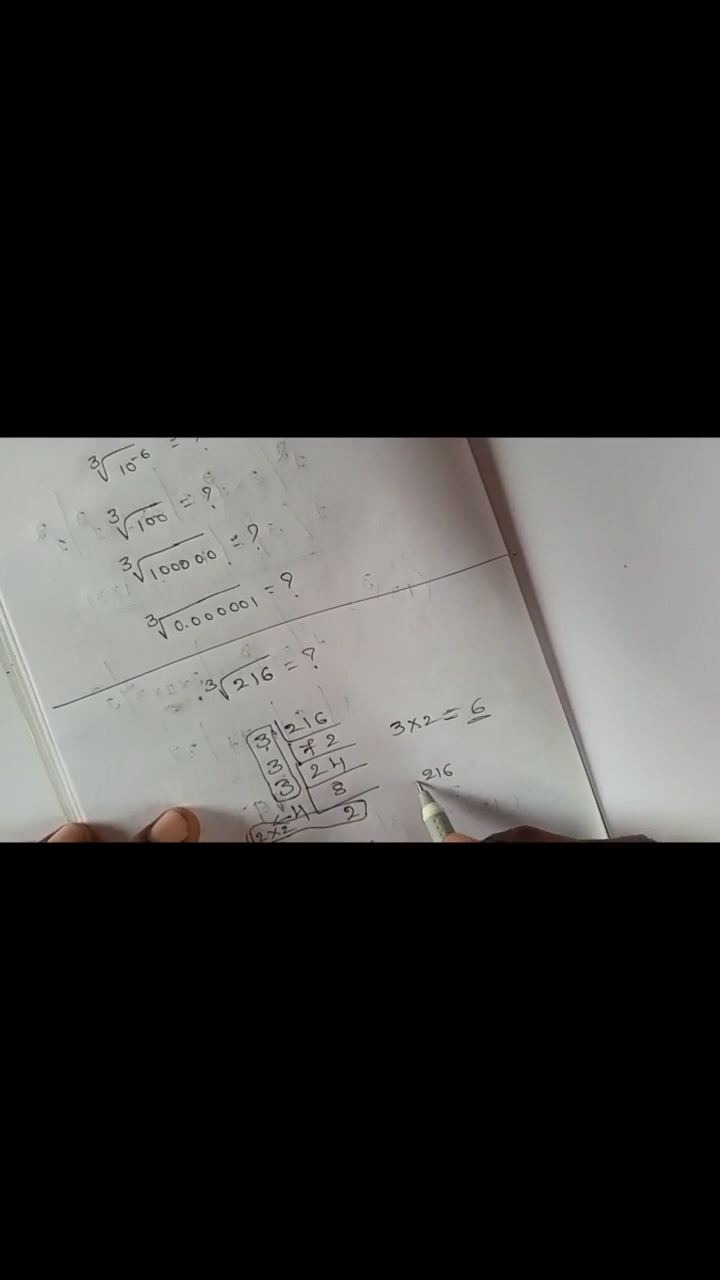 ∛10⁻⁶ = ?
∛100 = ?
∛1000000 = ?
∛0.000001 = ?
∛216 = ?
3 216
3 72
3 24
4 8
2×2 2
3×2 = 6
216